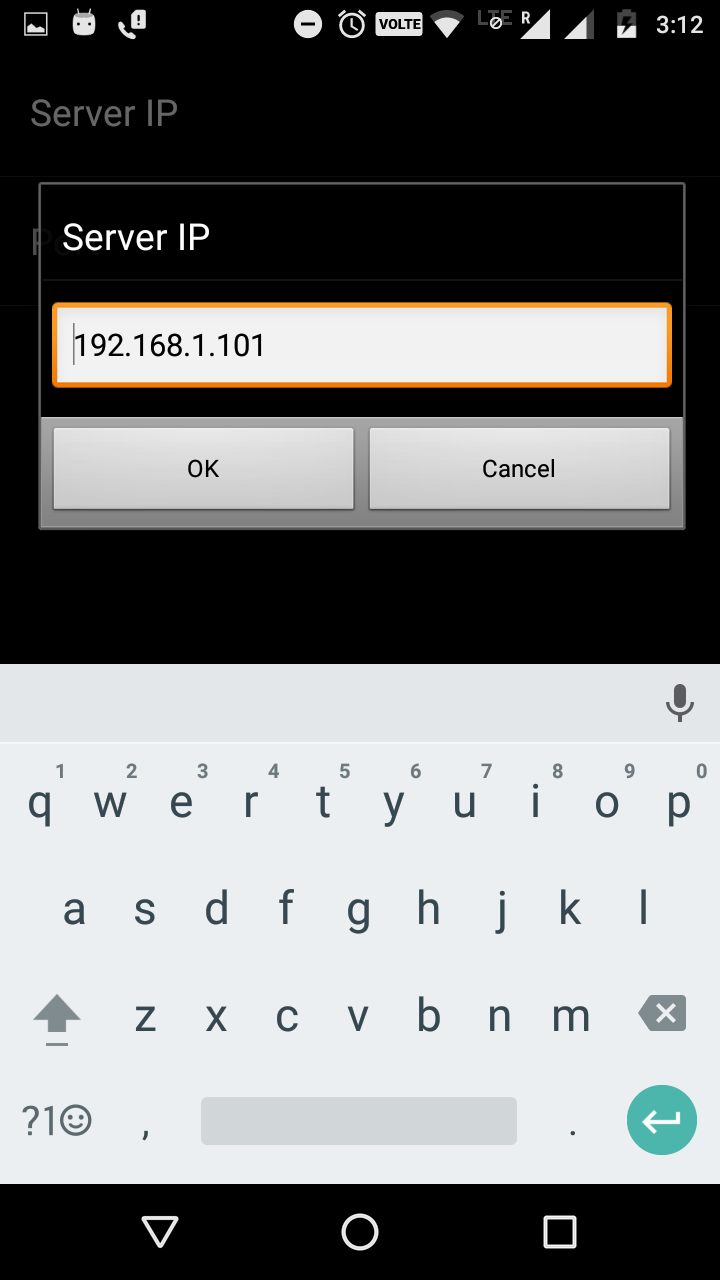 VOLTE LTE R 3:12
Server IP
Port
Server IP
192.168.1.101
OK Cancel
1 2 3 4 5 6 7 8 9 0
q w e r t y u i o p
a s d f g h j k l
z x c v b n m
?1☺ , .